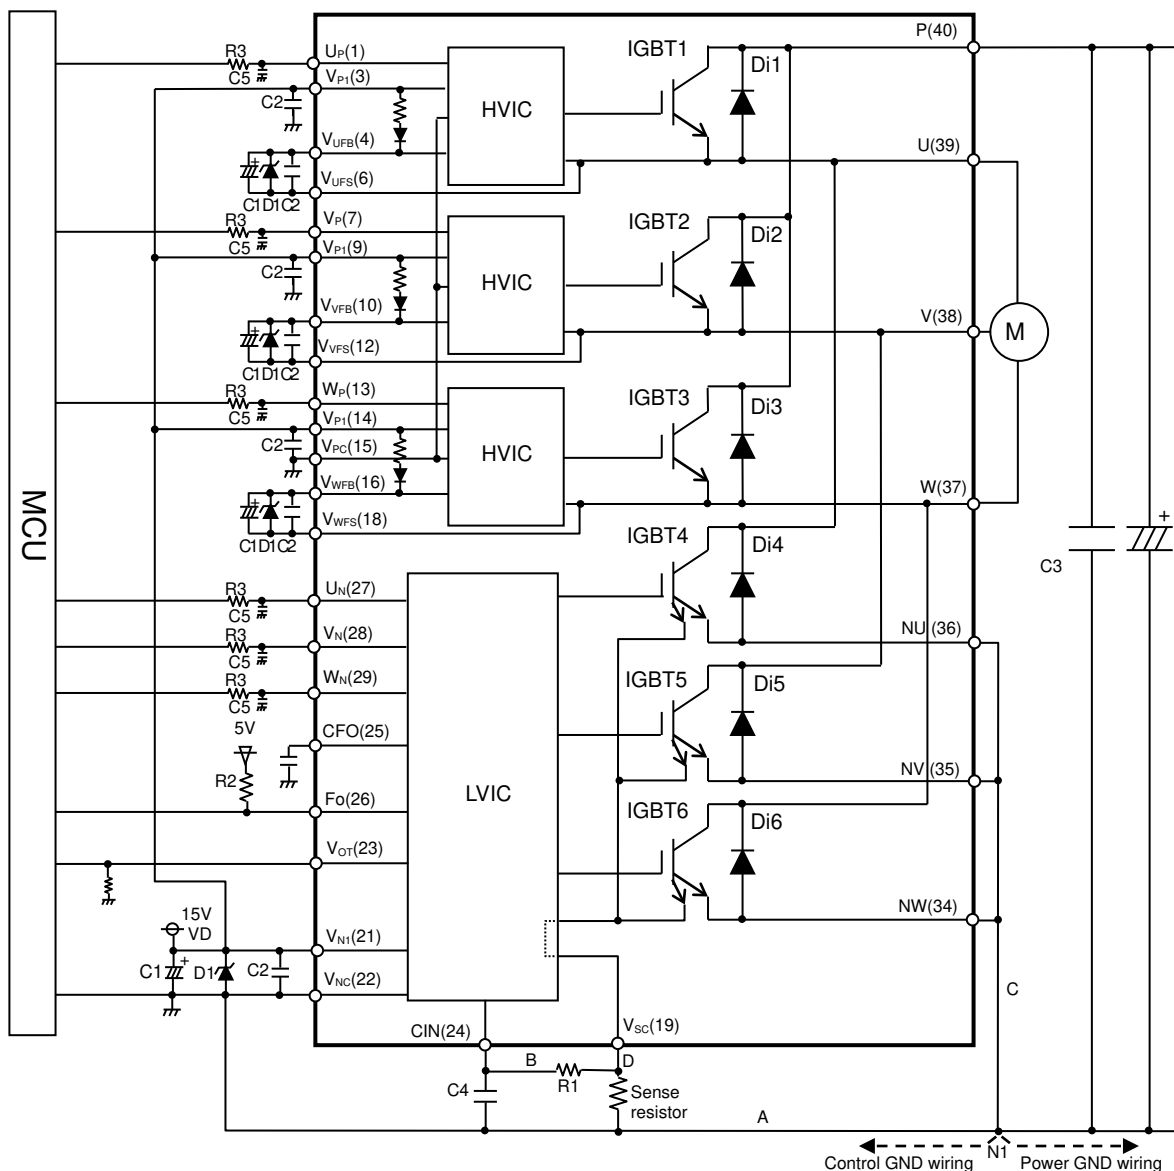 P(40)
IGBT1
Di1
R3
C5
UP(1)
VP1(3)
C2
HVIC
VUFB(4)
U(39)
C1D1C2
VUFS(6)
R3
C5
VP(7)
VP1(9)
C2
IGBT2
Di2
HVIC
VVFB(10)
V(38)
M
C1D1C2
VVFS(12)
R3
C5
WP(13)
VP1(14)
C2
VPC(15)
IGBT3
Di3
HVIC
VWFB(16)
W(37)
C1D1C2
VWFS(18)
MCU
IGBT4
Di4
+
C3
R3
C5
UN(27)
NU(36)
R3
C5
VN(28)
R3
C5
WN(29)
IGBT5
Di5
5V
CFO(25)
R2
NV(35)
LVIC
Fo(26)
IGBT6
Di6
VOT(23)
NW(34)
15V
VD
VN1(21)
C1
+
D1
C2
VNC(22)
C
CIN(24)
VSC(19)
B
D
R1
C4
Sense
resistor
A
N1
Control GND wiring
Power GND wiring